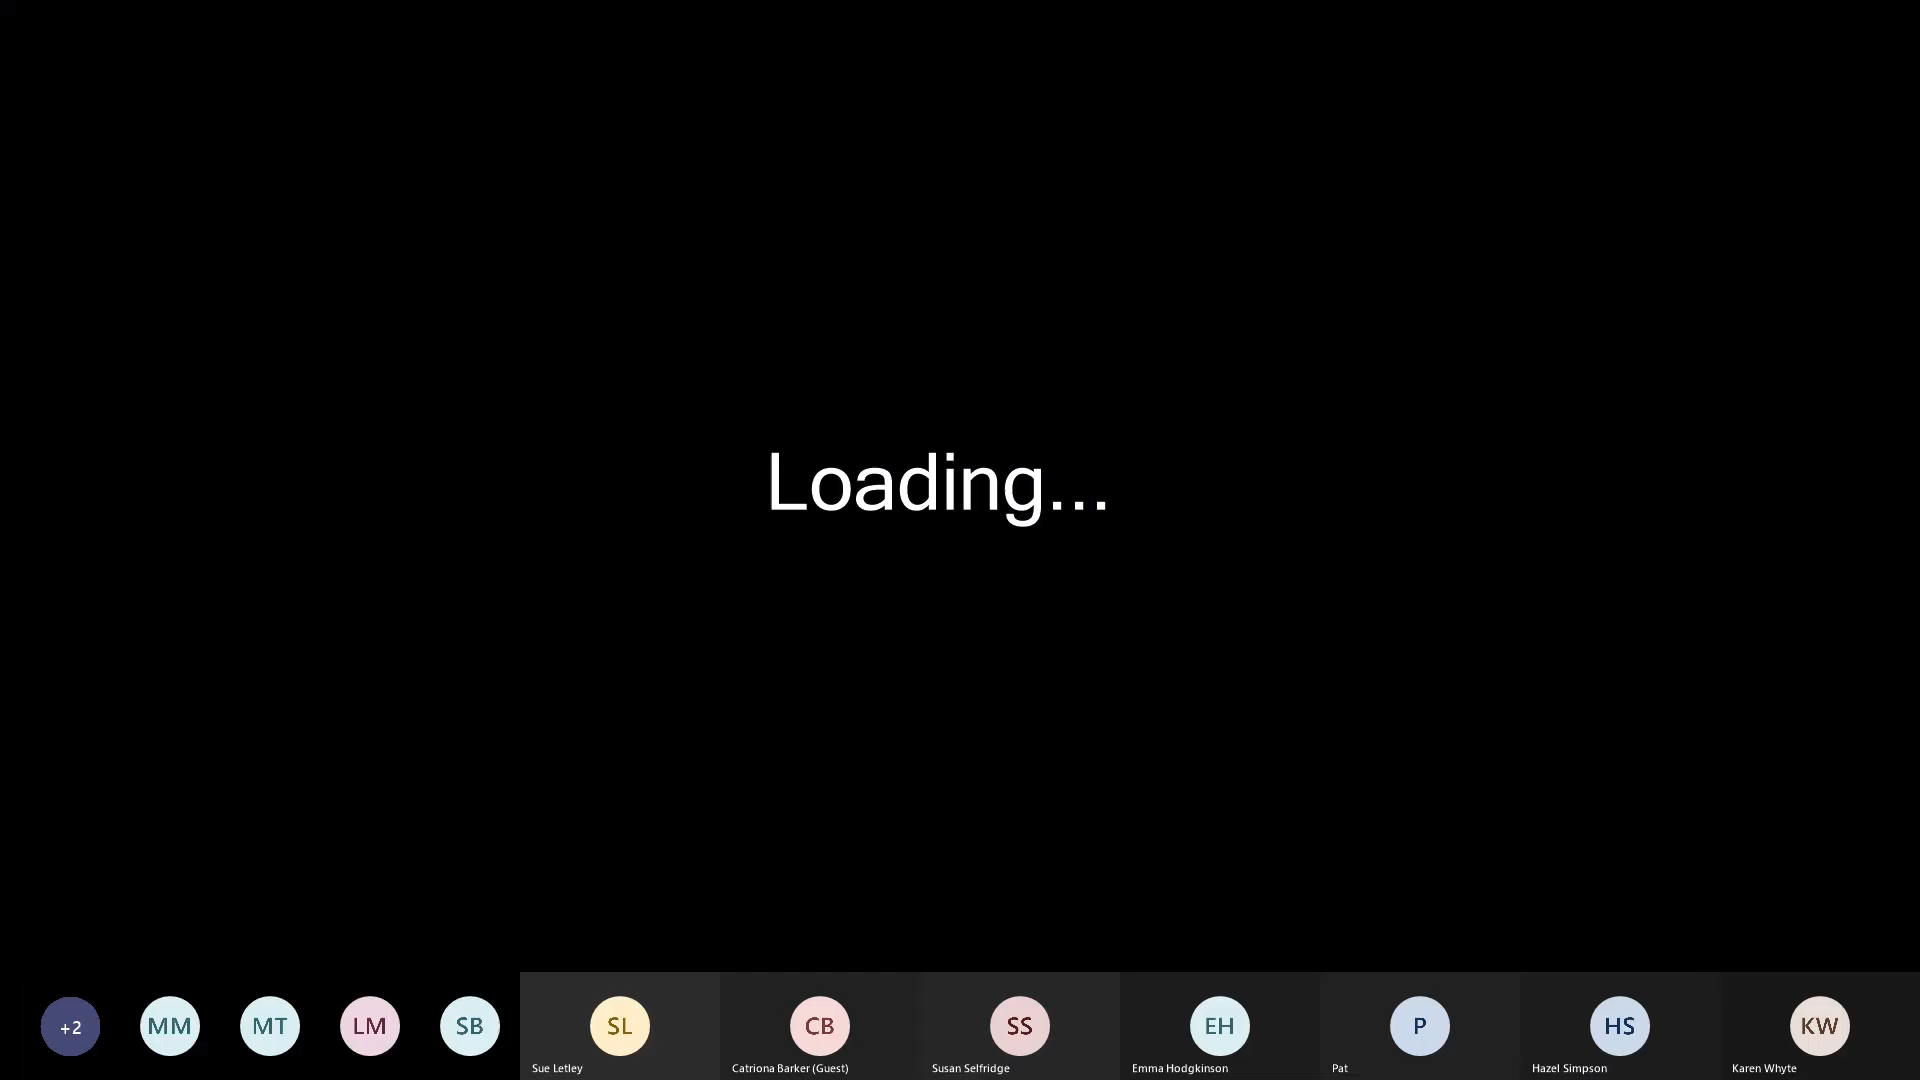 Loading...
+2
MM
MT
LM
SB
SL
CB
SS
EH
P
HS
KW
Sue Letley
Catriona Barker (Guest)
Susan Selfridge
Emma Hodgkinson
Pat
Hazel Simpson
Karen Whyte